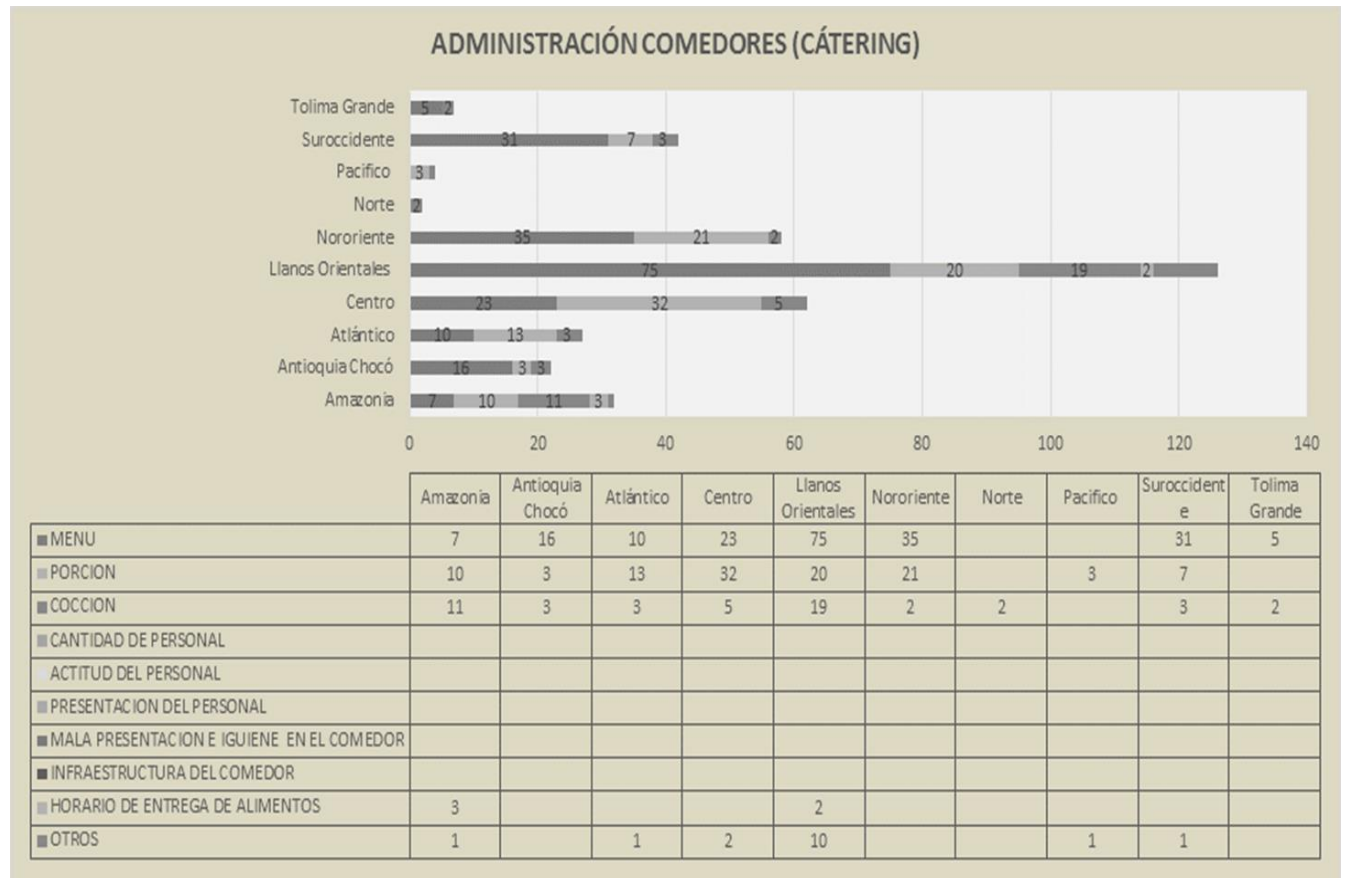 ADMINISTRACIÓN COMEDORES (CÁTERING)
Tolima Grande 5 2
Suroccidente 31 7 3
Pacifico 3
Norte 2
Nororiente 35 21 2
Llanos Orientales 75 20 19 2
Centro 23 32 5
Atlántico 10 13 3
Antioquia Chocó 16 3 3
Amazonia 7 10 11 3
0 20 40 60 80 100 120 140
Amazonia Antioquia Chocó Atlántico Centro Llanos Orientales Nororiente Norte Pacifico Suroccidente Tolima Grande
MENU 7 16 10 23 75 35 31 5
PORCION 10 3 13 32 20 21 3 7
COCCION 11 3 3 5 19 2 2 3 2
CANTIDAD DE PERSONAL
ACTITUD DEL PERSONAL
PRESENTACION DEL PERSONAL
MALA PRESENTACION E IGUIENE EN EL COMEDOR
INFRAESTRUCTURA DEL COMEDOR
HORARIO DE ENTREGA DE ALIMENTOS 3 2
OTROS 1 1 2 10 1 1